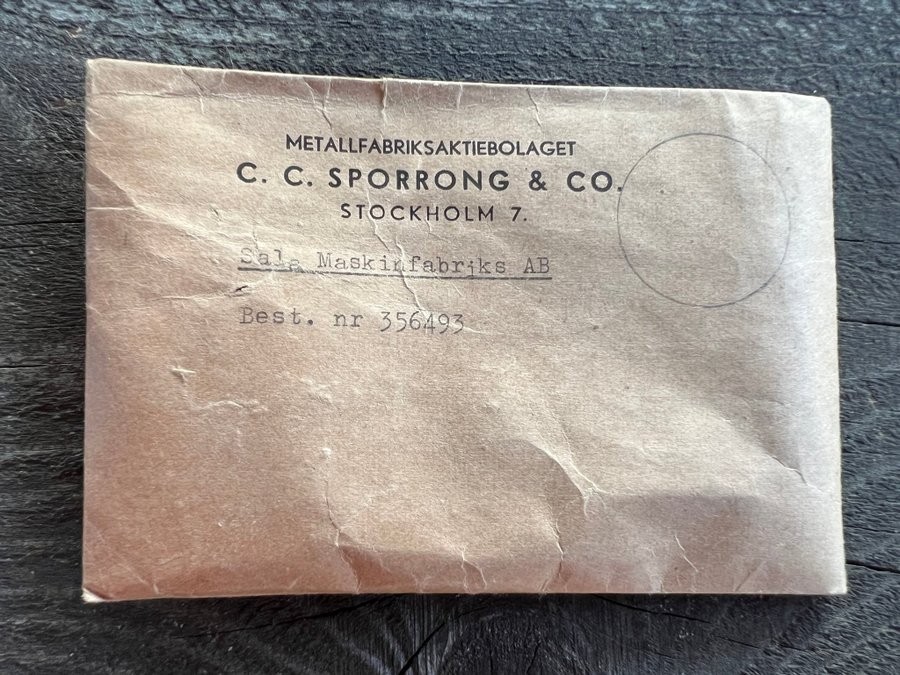 METALLFABRIKSAKTIEBOLAGET
C. C. SPORRONG & CO.
STOCKHOLM 7.
Sala Maskinfabriks AB
Best. nr 356493